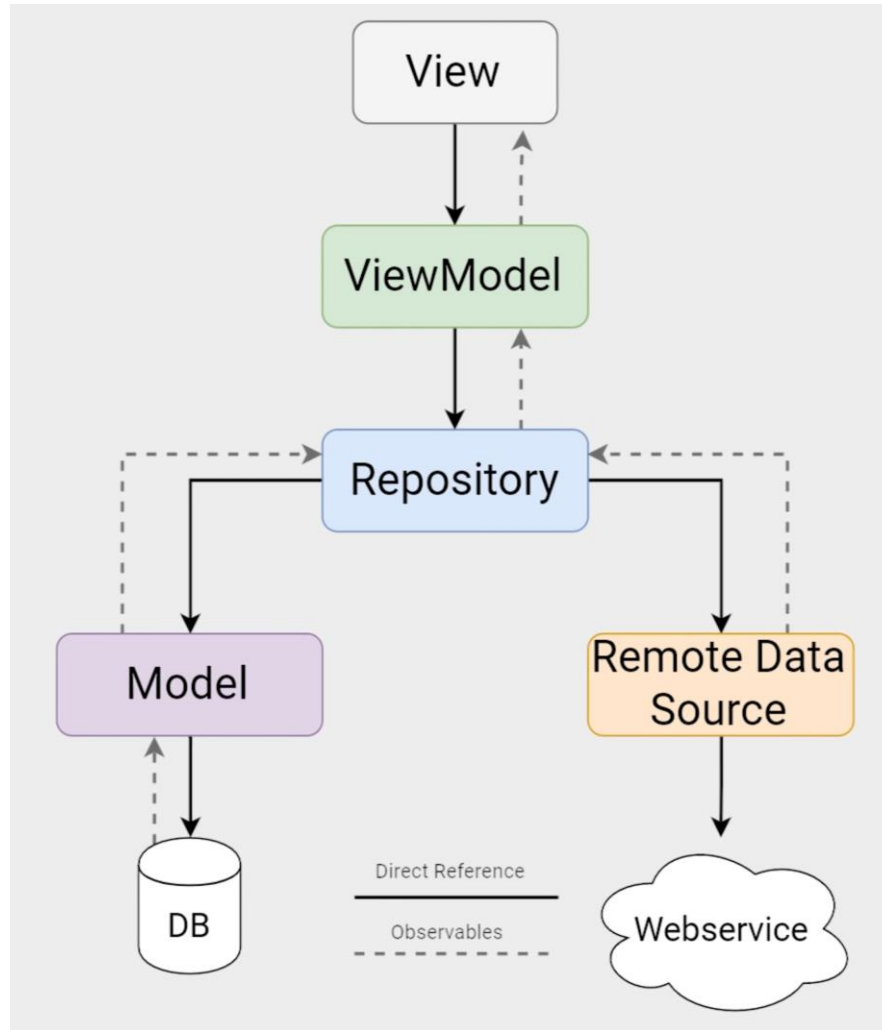 View
ViewModel
Repository
Model
Remote Data
Source
DB
Direct Reference
Observables
Webservice